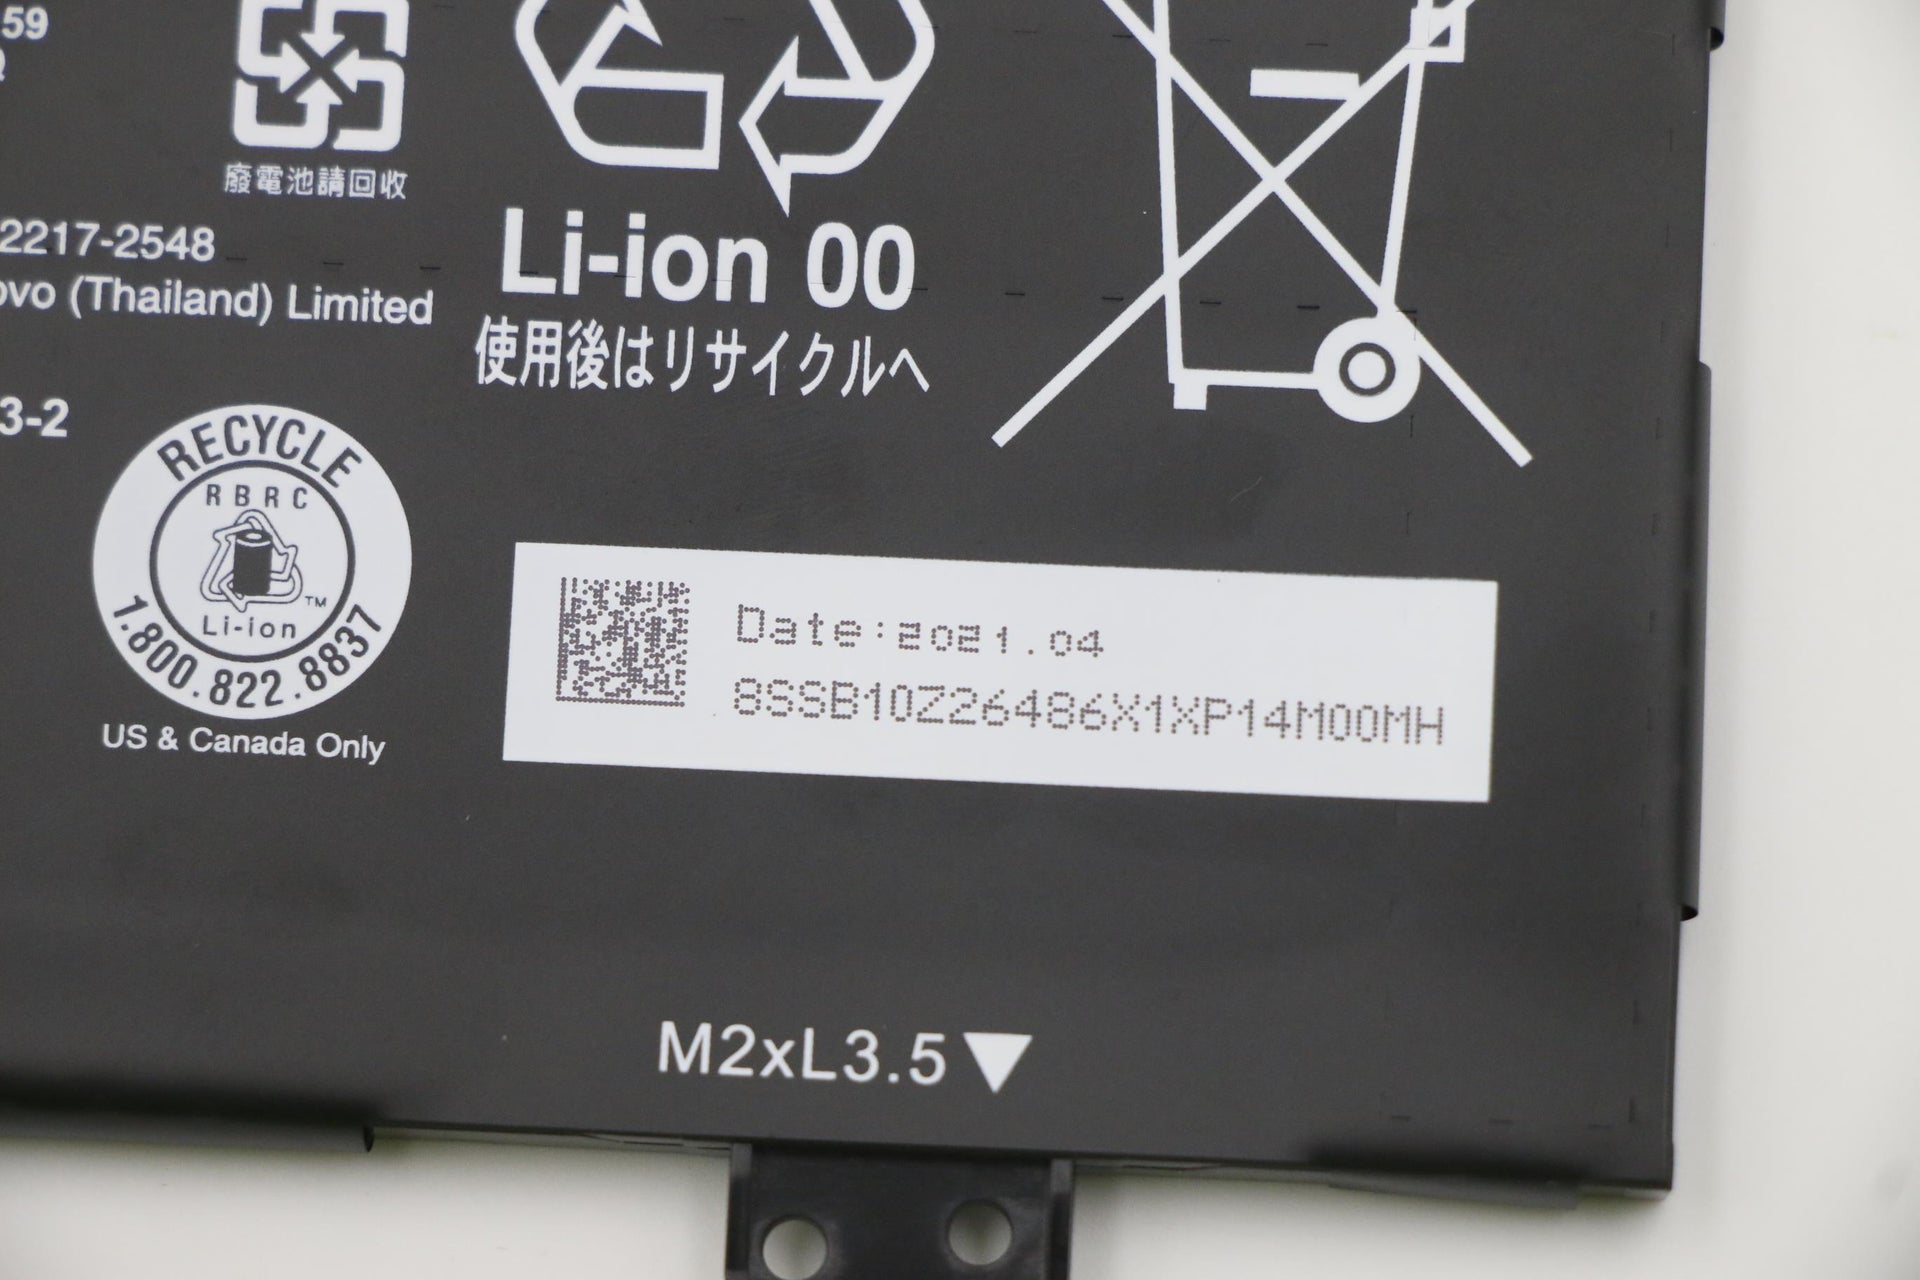 59
廢電池請回收
2217-2548
ovo (Thailand) Limited
3-2
Li-ion 00
使用後はリサイクルへ
RECYCLE
RBRC
TM
Li-ion
1.800.822.8837
US & Canada Only
Date:2021.04
8SSB10Z26486X1XP14M00MH
M2xL3.5